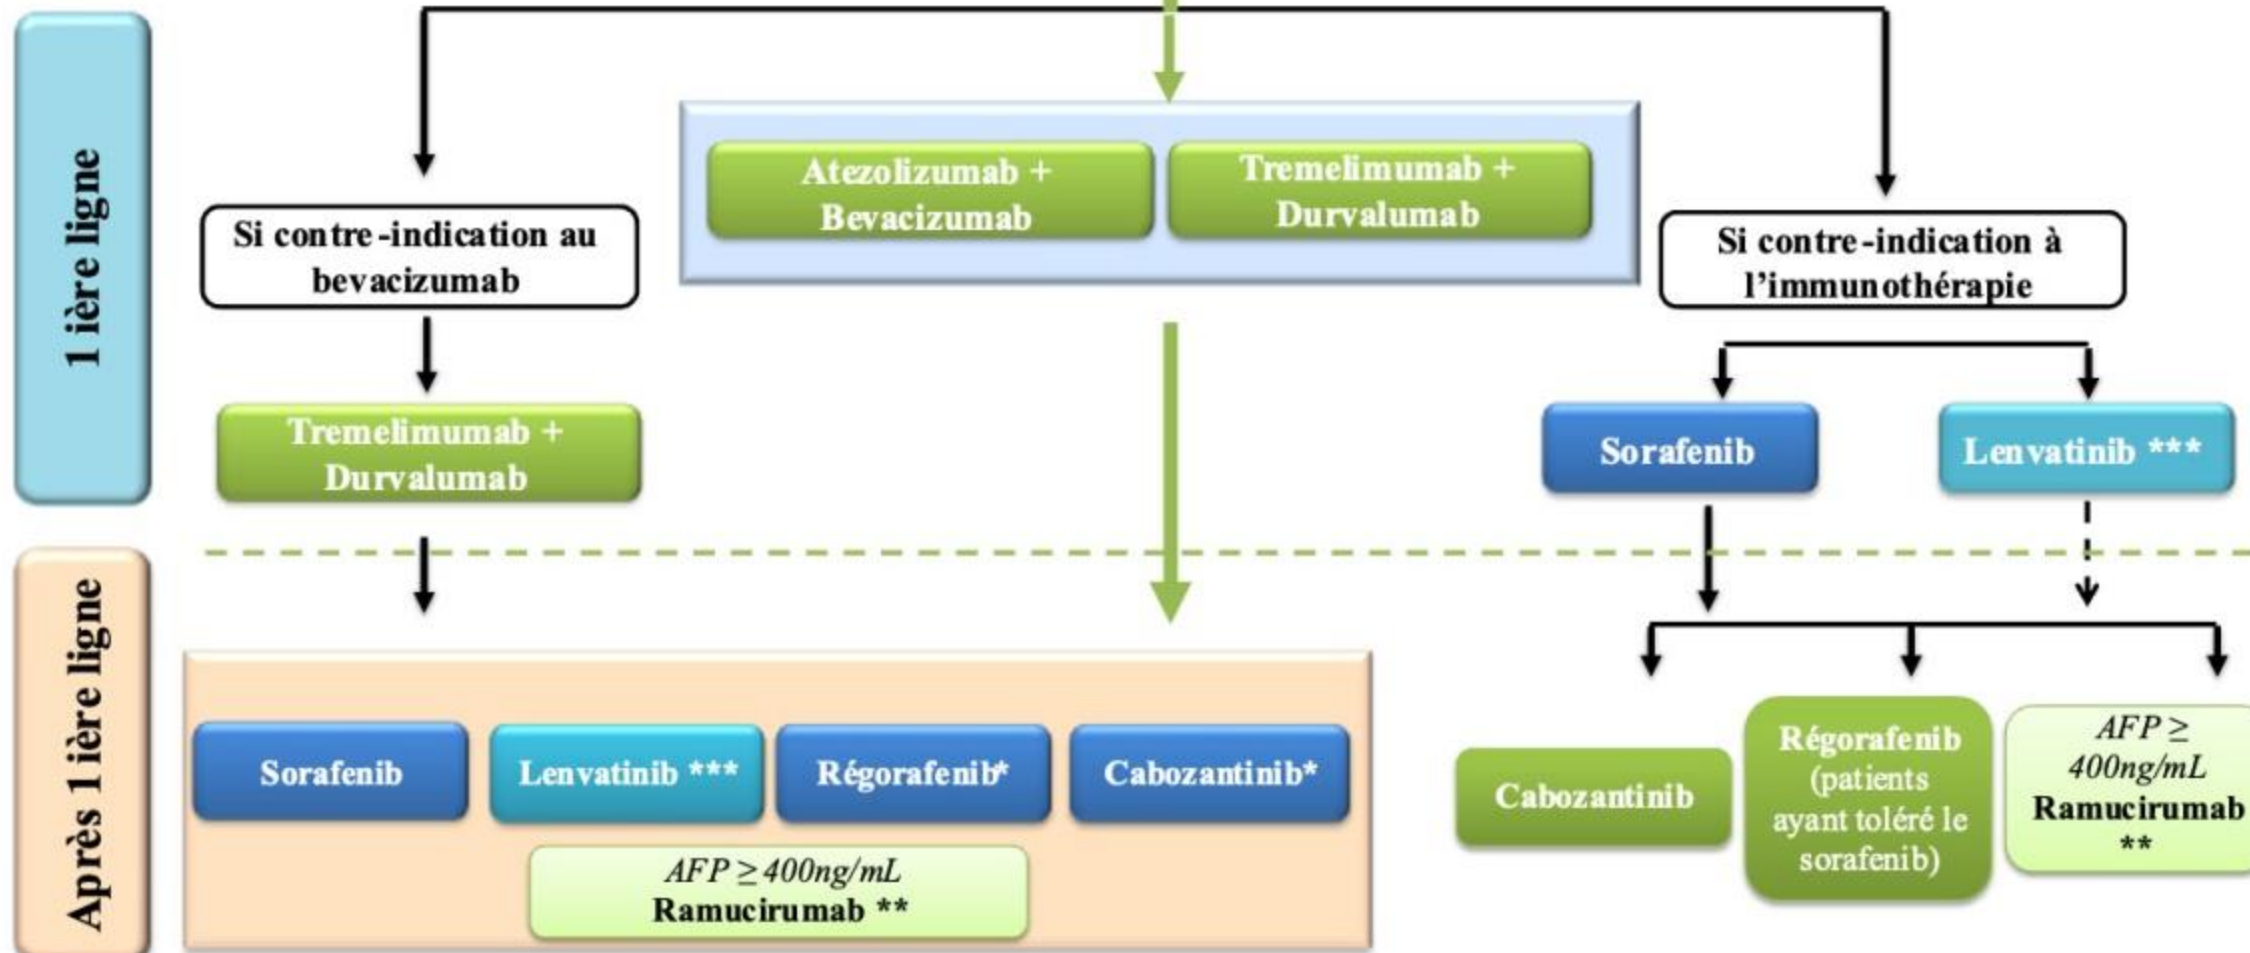 1 ière ligne
Atezolizumab +
Bevacizumab
Tremelimumab +
Durvalumab
Si contre-indication au
bevacizumab
Si contre-indication à
l’immunothérapie
Tremelimumab +
Durvalumab
Sorafenib
Lenvatinib ***
Après 1 ière ligne
Sorafenib
Lenvatinib ***
Régorafenib*
Cabozantinib*
AFP ≥ 400ng/mL
Ramucirumab **
Cabozantinib
Régorafenib
(patients
ayant toléré le
sorafenib)
AFP ≥
400ng/mL
Ramucirumab
**